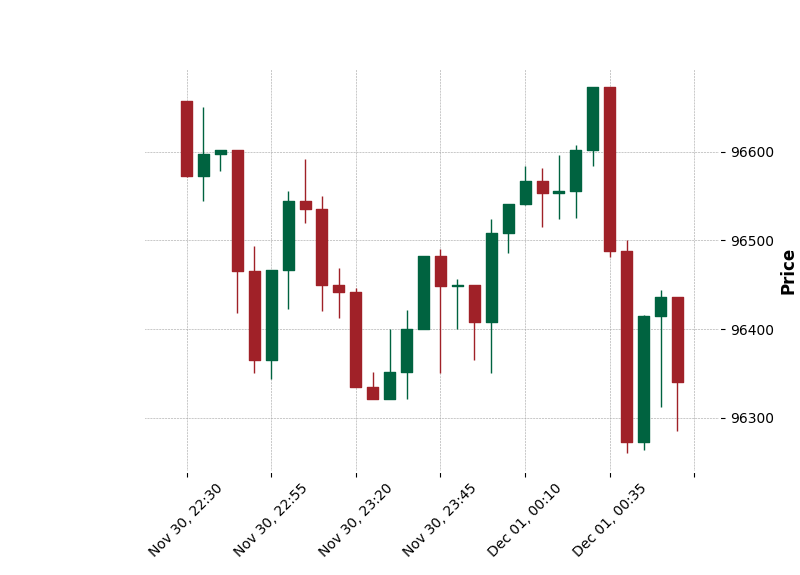 96600
96500
96400
96300
Price
Nov 30, 22:30
Nov 30, 22:55
Nov 30, 23:20
Nov 30, 23:45
Dec 01, 00:10
Dec 01, 00:35